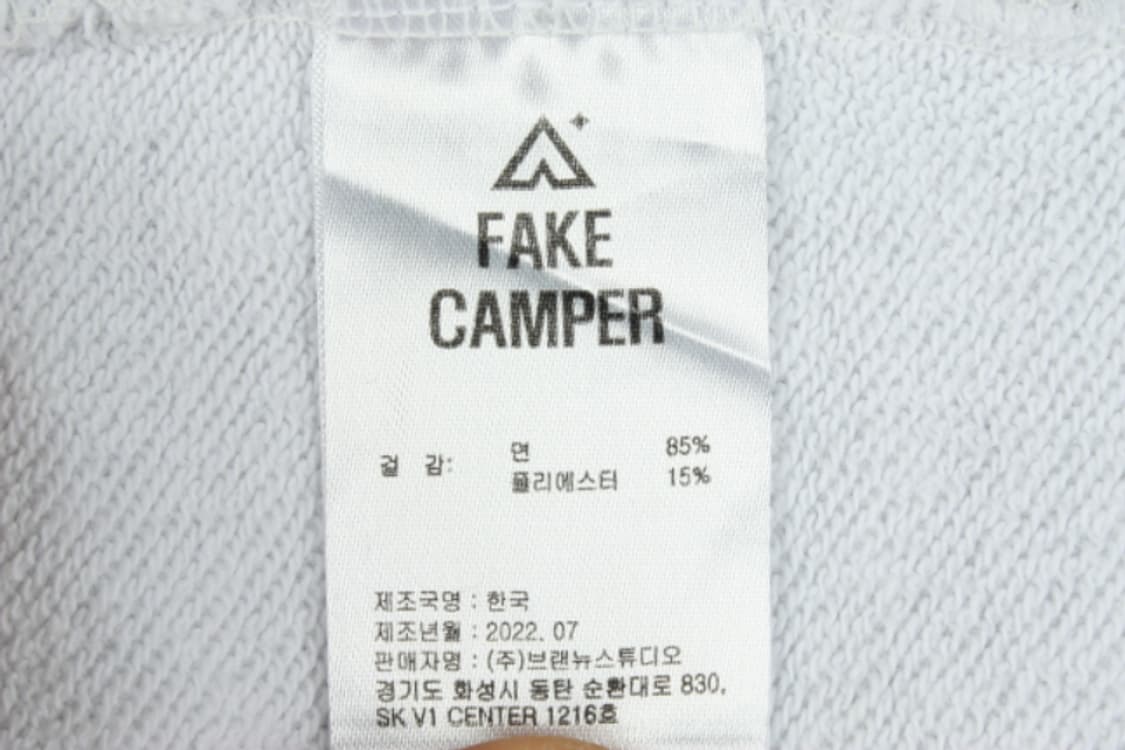 FAKE
CAMPER
겉 감: 면 85%
폴리에스터 15%
제조국명 : 한국
제조년월 : 2022. 07
판매자명 : (주)브랜뉴스튜디오
경기도 화성시 동탄 순환대로 830,
SK V1 CENTER 1216호